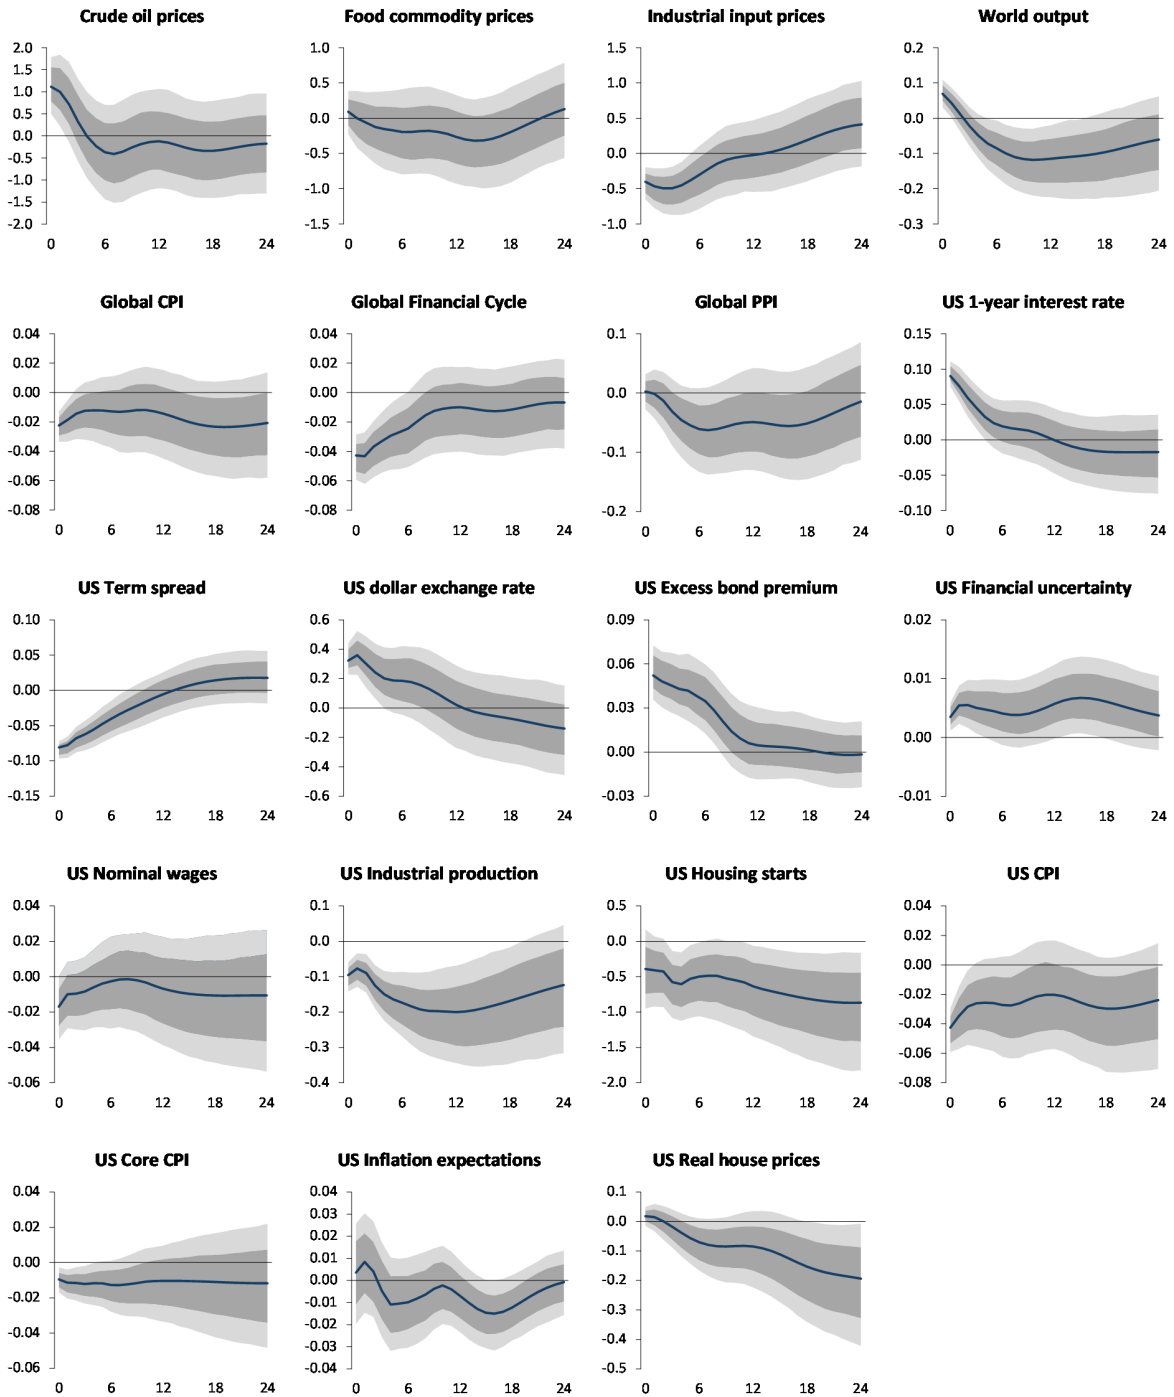 Crude oil prices Food commodity prices Industrial input prices World output
2.0 1.0 1.5 0.2
1.5 1.0 0.1
1.0 0.5 0.5 0.0
0.5 0.0 0.0 -0.1
0.0 -0.5 -0.5 -0.2
-0.5 -1.0 -1.0 -0.3
-1.0 -1.5
-1.5
-2.0
0 6 12 18 24 0 6 12 18 24 0 6 12 18 24 0 6 12 18 24
Global CPI Global Financial Cycle Global PPI US 1-year interest rate
0.04 0.04 0.1 0.15
0.02 0.02 0.0 0.10
0.00 0.00 -0.1 0.05
-0.02 -0.02 -0.2 0.00
-0.04 -0.04 -0.05
-0.06 -0.06 -0.10
-0.08 -0.08
0 6 12 18 24 0 6 12 18 24 0 6 12 18 24 0 6 12 18 24
US Term spread US dollar exchange rate US Excess bond premium US Financial uncertainty
0.10 0.6 0.09 0.02
0.05 0.4 0.06 0.01
0.00 0.2 0.03 0.00
-0.05 0.0 0.00 -0.01
-0.10 -0.2 -0.03
-0.15 -0.4
-0.6
0 6 12 18 24 0 6 12 18 24 0 6 12 18 24 0 6 12 18 24
US Nominal wages US Industrial production US Housing starts US CPI
0.04 0.1 0.5 0.04
0.02 0.0 0.0 0.02
0.00 -0.1 -0.5 0.00
-0.02 -0.2 -1.0 -0.02
-0.04 -0.3 -1.5 -0.04
-0.06 -0.4 -2.0 -0.06
-0.08
0 6 12 18 24 0 6 12 18 24 0 6 12 18 24 0 6 12 18 24
US Core CPI US Inflation expectations US Real house prices
0.04 0.04 0.1
0.02 0.03 0.0
0.00 0.02 -0.1
-0.02 0.01 -0.2
-0.04 0.00 -0.3
-0.06 -0.01 -0.4
-0.02 -0.5
-0.03
-0.04
0 6 12 18 24 0 6 12 18 24 0 6 12 18 24